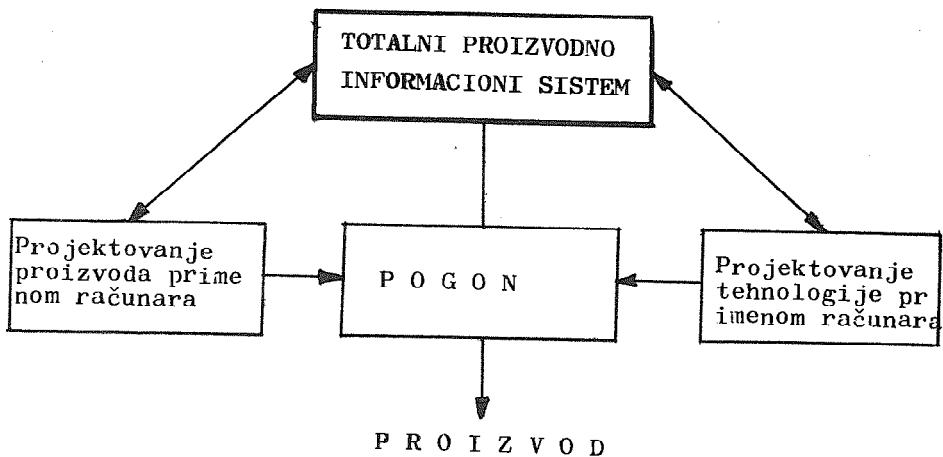 TOTALNI PROIZVODNO
INFORMACIONI SISTEM
Projektovanje
proizvoda prime
nom računara
P O G O N
Projektovanje
tehnologije pr
imenom računara
P R O I Z V O D